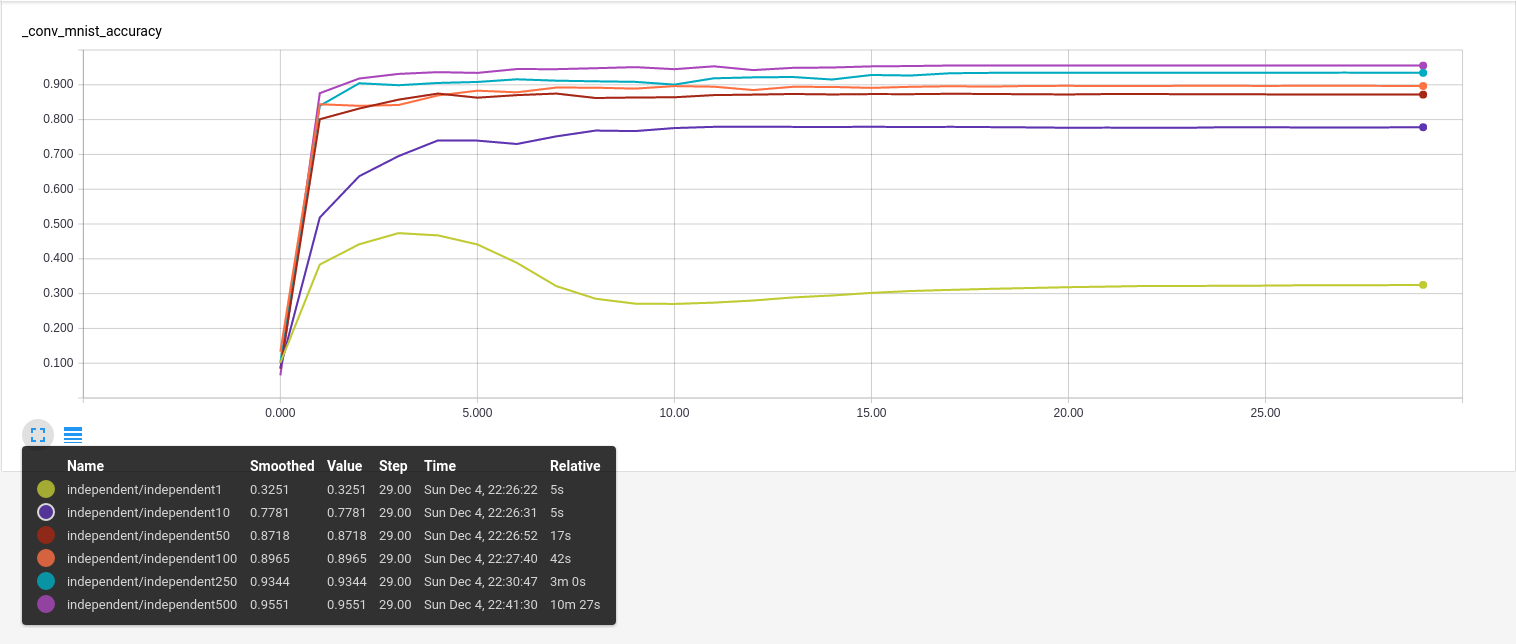 _conv_mnist_accuracy
0.900
0.800
0.700
0.600
0.500
0.400
0.300
0.200
0.100
0.000 5.000 10.00 15.00 20.00 25.00
Name Smoothed Value Step Time Relative
independent/independent1 0.3251 0.3251 29.00 Sun Dec 4, 22:26:22 5s
independent/independent10 0.7781 0.7781 29.00 Sun Dec 4, 22:26:31 5s
independent/independent50 0.8718 0.8718 29.00 Sun Dec 4, 22:26:52 17s
independent/independent100 0.8965 0.8965 29.00 Sun Dec 4, 22:27:40 42s
independent/independent250 0.9344 0.9344 29.00 Sun Dec 4, 22:30:47 3m 0s
independent/independent500 0.9551 0.9551 29.00 Sun Dec 4, 22:41:30 10m 27s